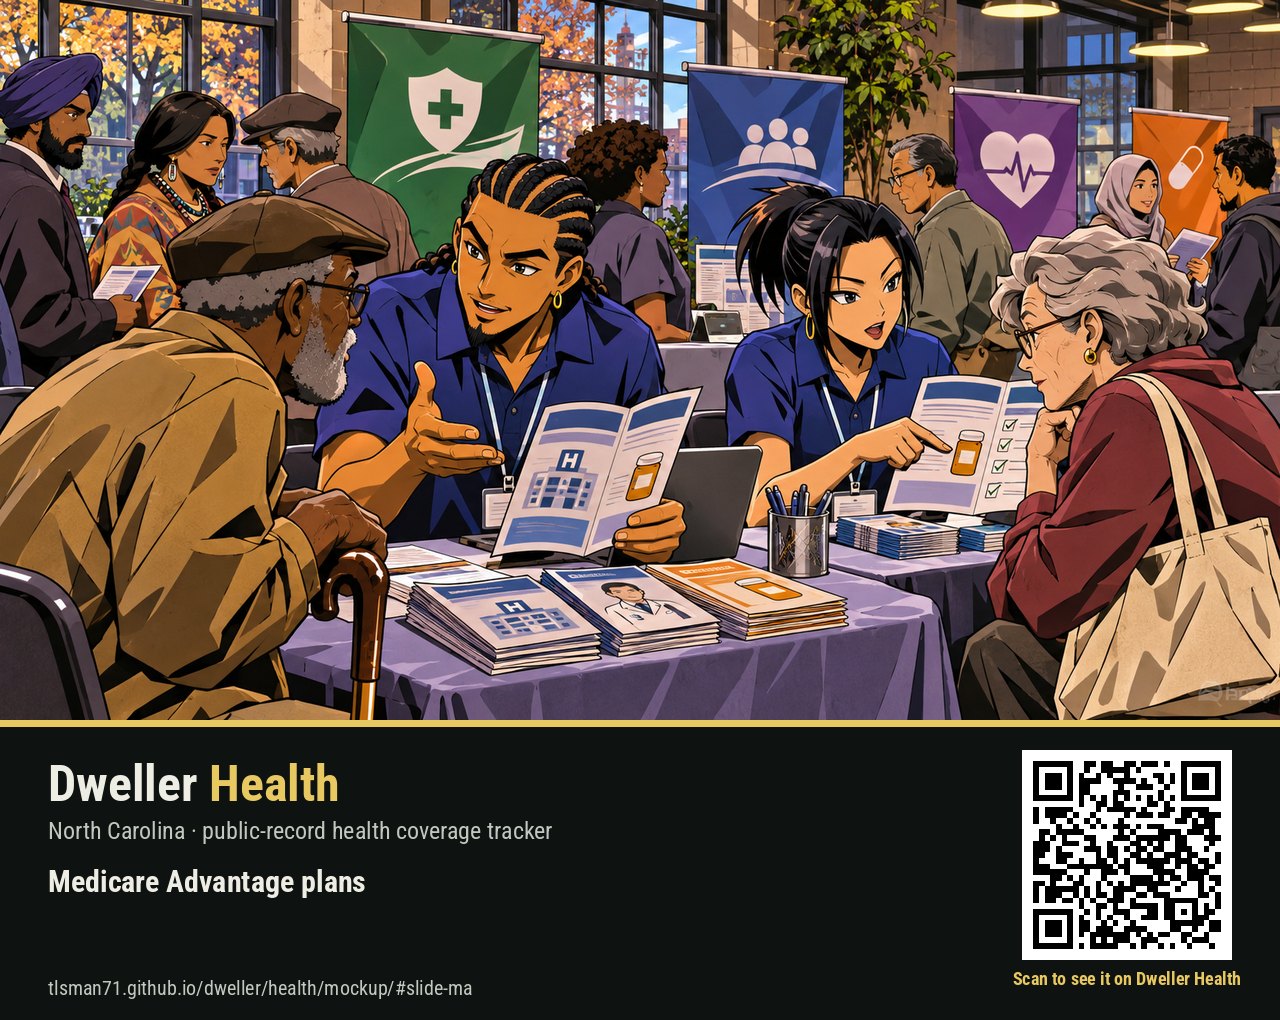 H
H
Dweller Health
North Carolina · public-record health coverage tracker
Medicare Advantage plans
tlsman71.github.io/dweller/health/mockup/#slide-ma
Scan to see it on Dweller Health